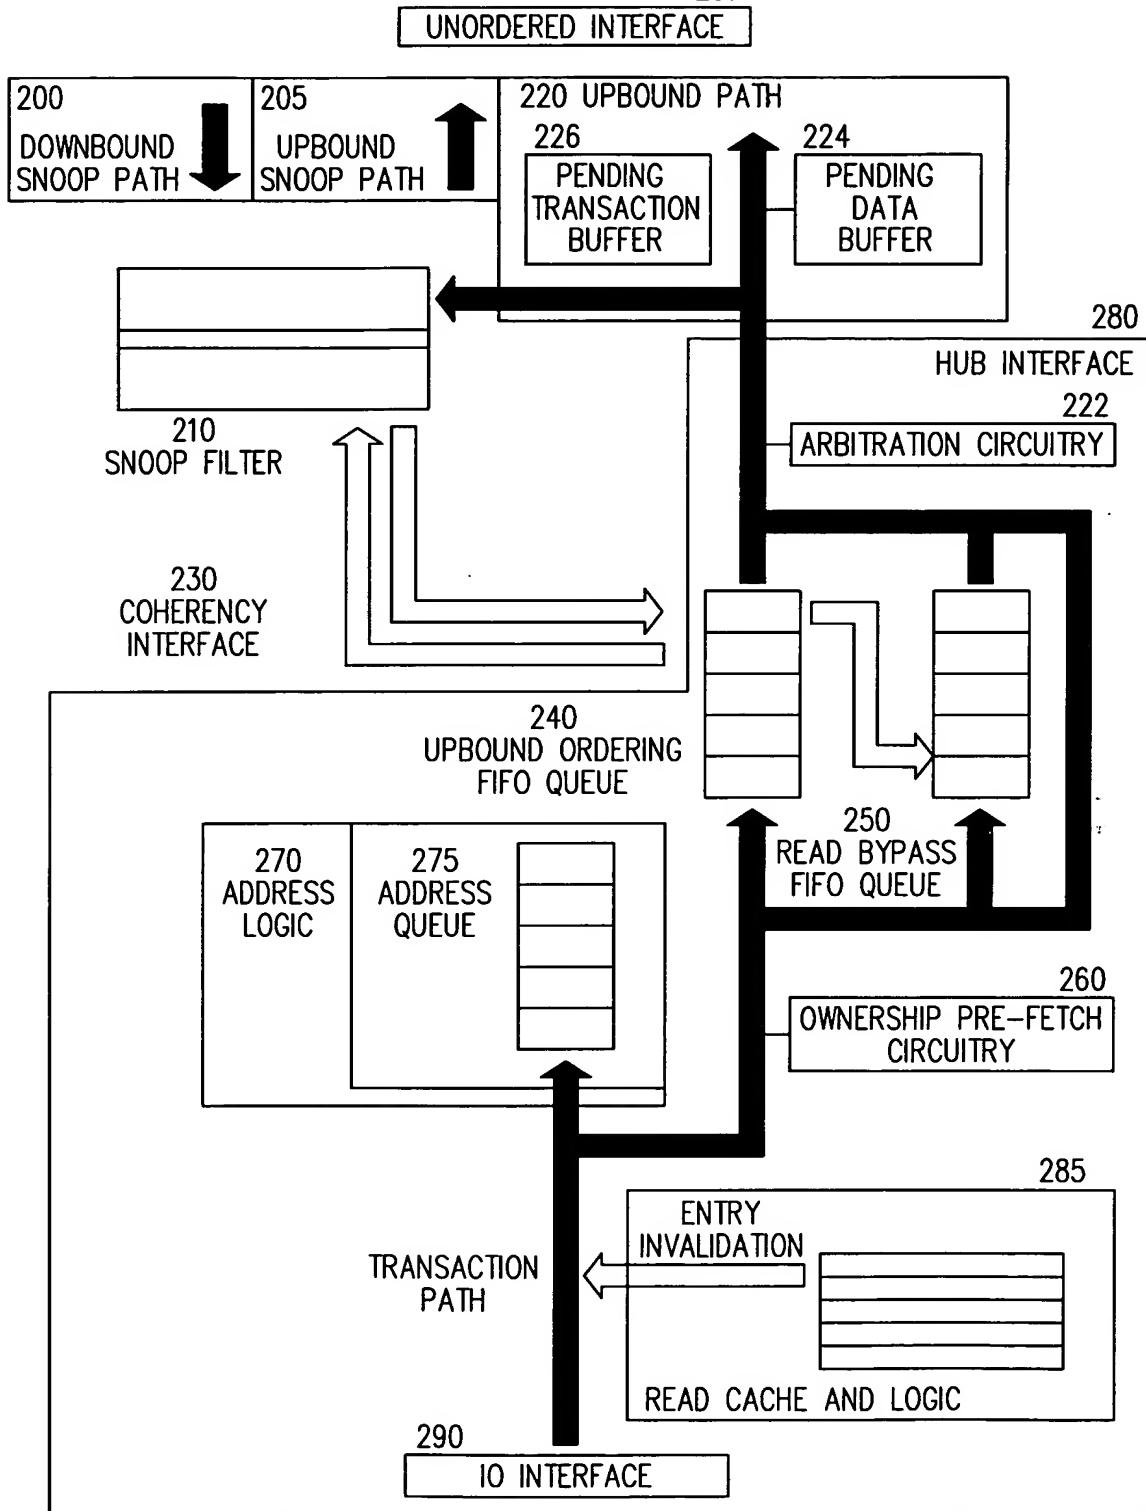 UNORDERED INTERFACE
200
DOWNBOUND
SNOOP PATH
205
UPBOUND
SNOOP PATH
220 UPBOUND PATH
226
PENDING
TRANSACTION
BUFFER
224
PENDING
DATA
BUFFER
280
HUB INTERFACE
222
ARBITRATION CIRCUITRY
210
SNOOP FILTER
230
COHERENCY
INTERFACE
240
UPBOUND ORDERING
FIFO QUEUE
250
READ BYPASS
FIFO QUEUE
270
ADDRESS
LOGIC
275
ADDRESS
QUEUE
260
OWNERSHIP PRE-FETCH
CIRCUITRY
285
ENTRY
INVALIDATION
TRANSACTION
PATH
READ CACHE AND LOGIC
290
IO INTERFACE